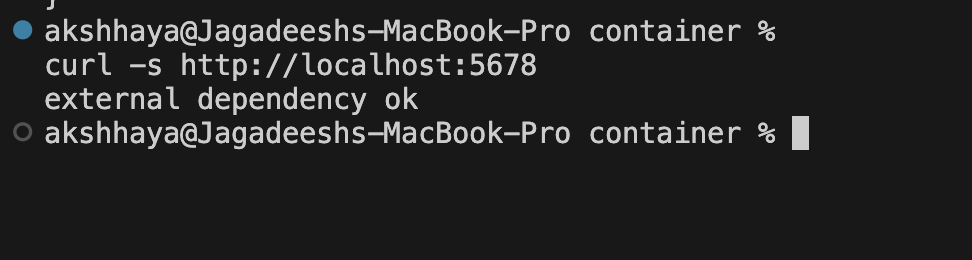 }
akshhaya@Jagadeeshs-MacBook-Pro container %
curl -s http://localhost:5678
external dependency ok
akshhaya@Jagadeeshs-MacBook-Pro container %